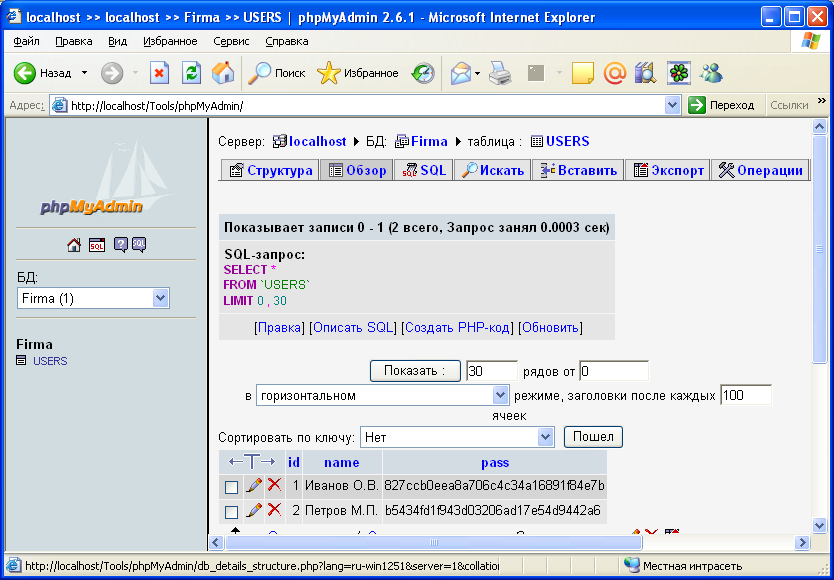 localhost >> localhost >> Firma >> USERS | phpMyAdmin 2.6.1 - Microsoft Internet Explorer
Файл Правка Вид Избранное Сервис Справка
Назад Поиск Избранное
Адрес: http://localhost/Tools/phpMyAdmin/ Переход Ссылки »
phpMyAdmin
SQL ? SQL
БД:
Firma (1)
Firma
USERS
Сервер: localhost БД: Firma таблица : USERS
Структура Обзор SQL Искать Вставить Экспорт Операции
Показывает записи 0 - 1 (2 всего, Запрос занял 0.0003 сек)
SQL-запрос:
SELECT *
FROM `USERS`
LIMIT 0 , 30
[Правка] [Описать SQL] [Создать PHP-код] [Обновить]
Показать : 30 рядов от 0
в горизонтальном режиме, заголовки после каждых 100
ячеек
Сортировать по ключу: Нет Пошел
←T→ id name pass
1 Иванов О.В. 827ccb0eea8a706c4c34a16891f84e7b
2 Петров М.П. b5434fd1f943d03206ad17e54d9442a6
http://localhost/Tools/phpMyAdmin/db_details_structure.php?lang=ru-win1251&server=1&collation Местная интрасеть